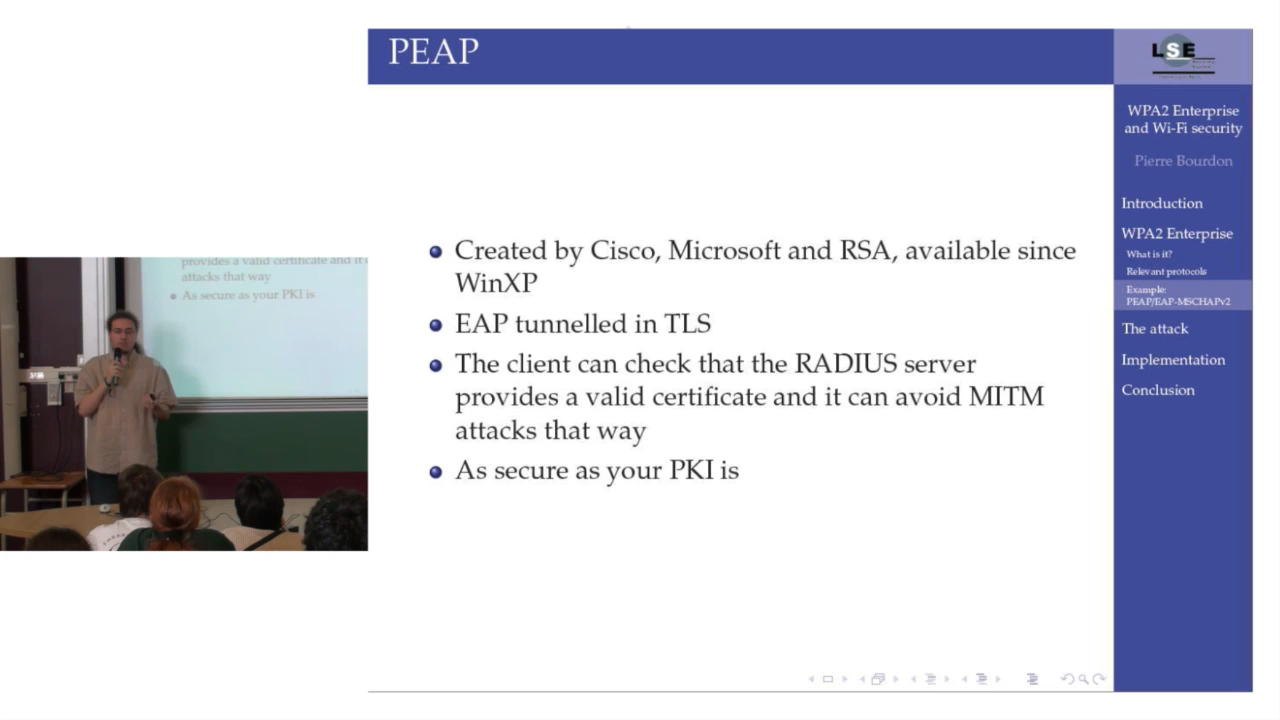 PEAP
LSE
WPA2 Enterprise
and Wi-Fi security
Pierre Bourdon
Introduction
WPA2 Enterprise
What is it?
Relevant protocols
Example:
PEAP/EAP-MSCHAPv2
The attack
Implementation
Conclusion
Created by Cisco, Microsoft and RSA, available since
WinXP
EAP tunnelled in TLS
The client can check that the RADIUS server
provides a valid certificate and it can avoid MITM
attacks that way
As secure as your PKI is
provides a valid certificate and it
attacks that way
As secure as your PKI is